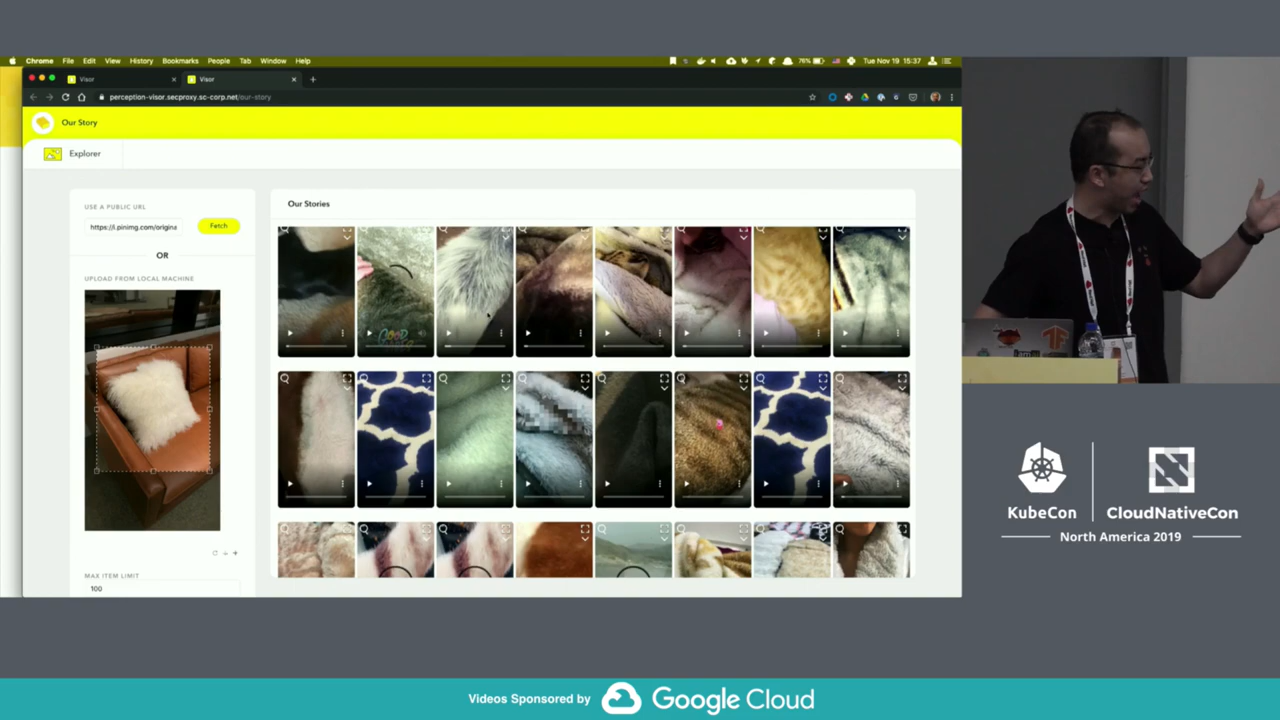 Chrome File Edit View History Bookmarks People Tab Window Help
76% Tue Nov 19 15:37
Visor
Visor
perception-visor.secproxy.sc-corp.net/our-story
Our Story
Explorer
USE A PUBLIC URL
https://i.pinimg.com/origina
Fetch
OR
UPLOAD FROM LOCAL MACHINE
MAX ITEM LIMIT
100
Our Stories
GOOD
KubeCon
CloudNativeCon
North America 2019
Videos Sponsored by
Google Cloud